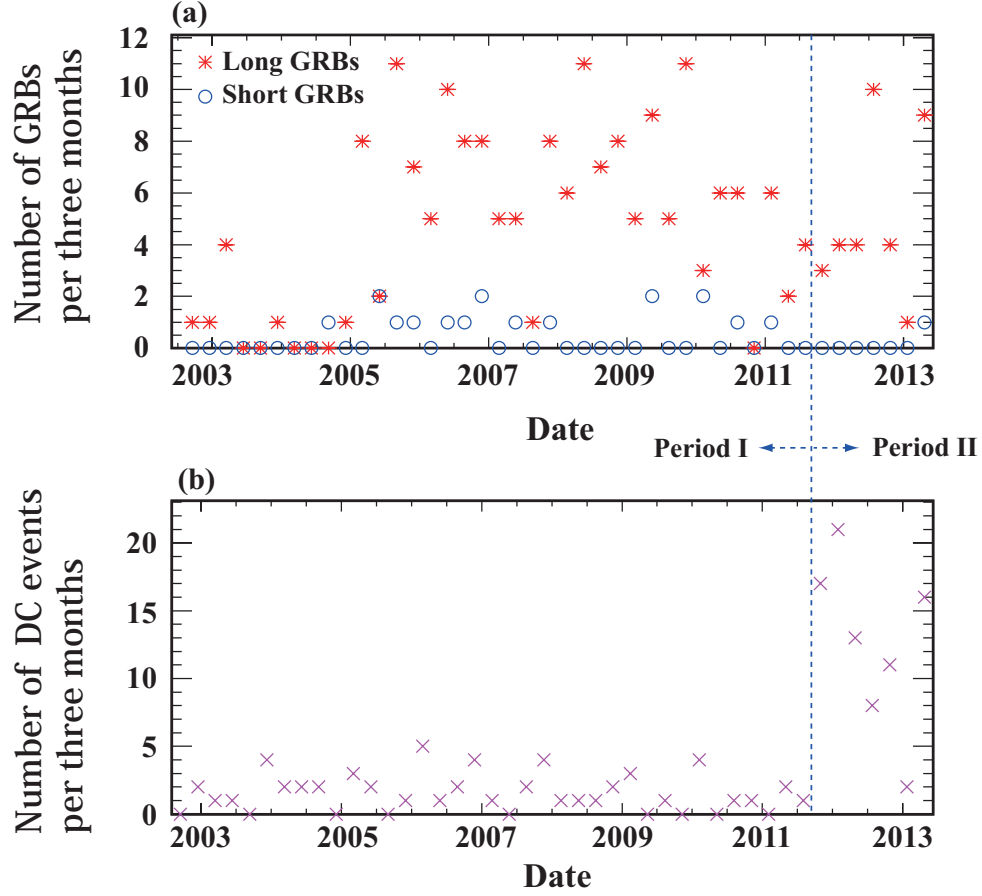 (a)
Number of GRBs
per three months
12
10
8
6
4
2
0
Long GRBs
Short GRBs
2003 2005 2007 2009 2011 2013
Date
Period I Period II
(b)
Number of DC events
per three months
20
15
10
5
0
2003 2005 2007 2009 2011 2013
Date